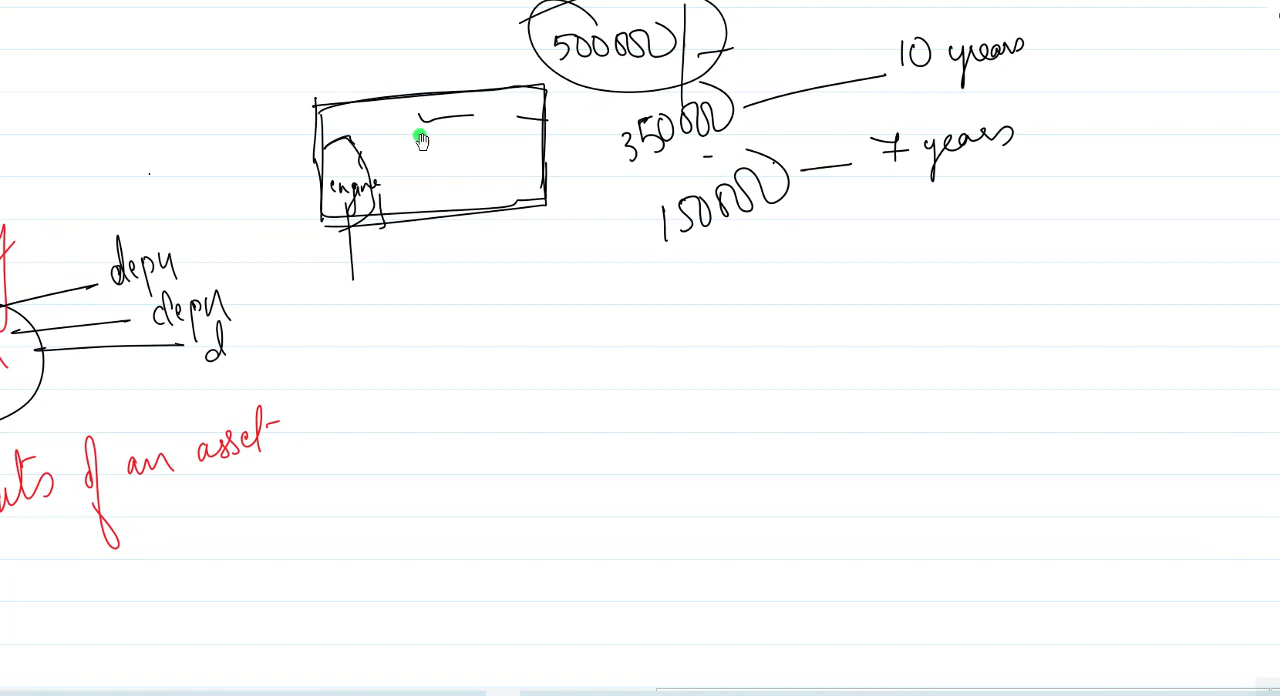 500000
10 years
350000
7 years
150000
engine
depn
depn
d
of an asset